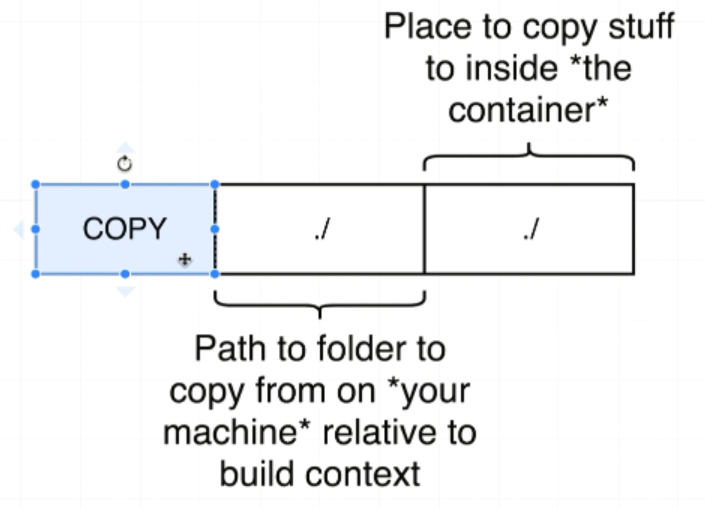 Place to copy stuff
to inside *the
container*
COPY
./
./
Path to folder to
copy from on *your
machine* relative to
build context